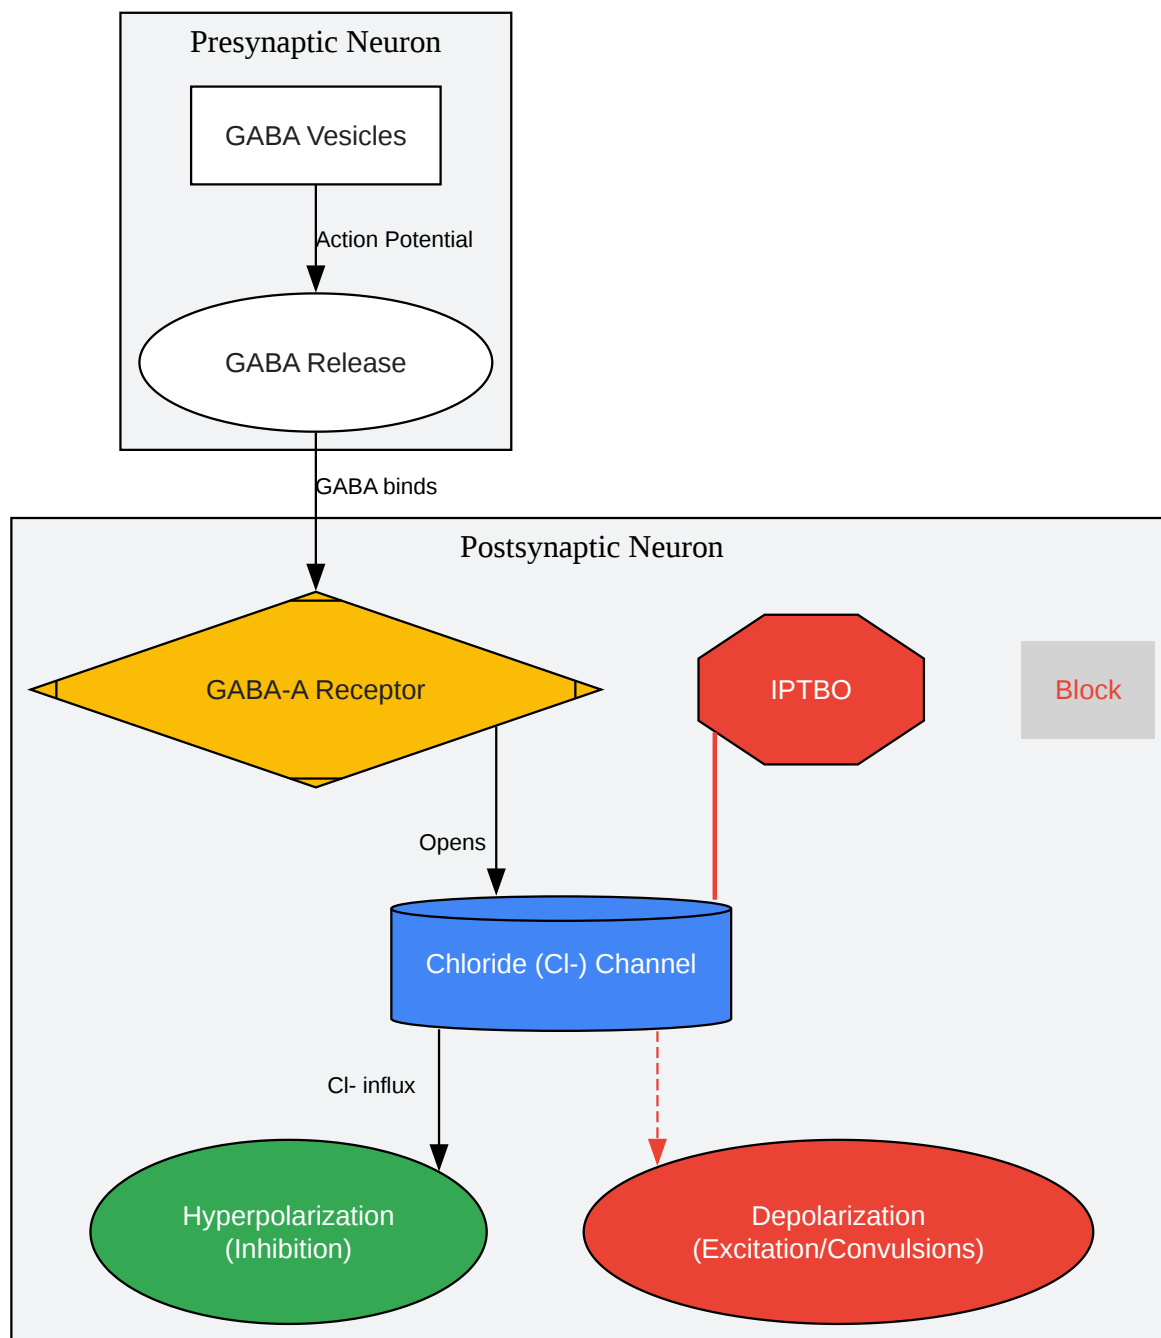 Presynaptic Neuron
GABA Vesicles
Action Potential
GABA Release
GABA binds
Postsynaptic Neuron
GABA-A Receptor
IPTBO
Block
Opens
Chloride (Cl-) Channel
Cl- influx
Hyperpolarization
(Inhibition)
Depolarization
(Excitation/Convulsions)